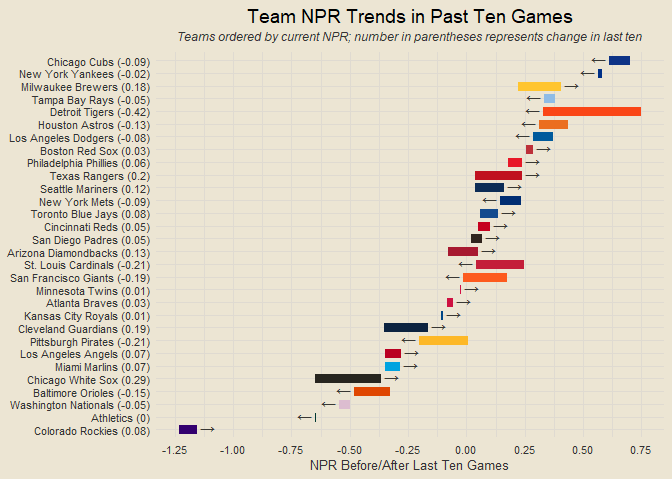 Team NPR Trends in Past Ten Games
Teams ordered by current NPR; number in parentheses represents change in last ten
Chicago Cubs (-0.09)
New York Yankees (-0.02)
Milwaukee Brewers (0.18)
Tampa Bay Rays (-0.05)
Detroit Tigers (-0.42)
Houston Astros (-0.13)
Los Angeles Dodgers (-0.08)
Boston Red Sox (0.03)
Philadelphia Phillies (0.06)
Texas Rangers (0.2)
Seattle Mariners (0.12)
New York Mets (-0.09)
Toronto Blue Jays (0.08)
Cincinnati Reds (0.05)
San Diego Padres (0.05)
Arizona Diamondbacks (0.13)
St. Louis Cardinals (-0.21)
San Francisco Giants (-0.19)
Minnesota Twins (0.01)
Atlanta Braves (0.03)
Kansas City Royals (0.01)
Cleveland Guardians (0.19)
Pittsburgh Pirates (-0.21)
Los Angeles Angels (0.07)
Miami Marlins (0.07)
Chicago White Sox (0.29)
Baltimore Orioles (-0.15)
Washington Nationals (-0.05)
Athletics (0)
Colorado Rockies (0.08)
-1.25 -1.00 -0.75 -0.50 -0.25 0.00 0.25 0.50 0.75
NPR Before/After Last Ten Games